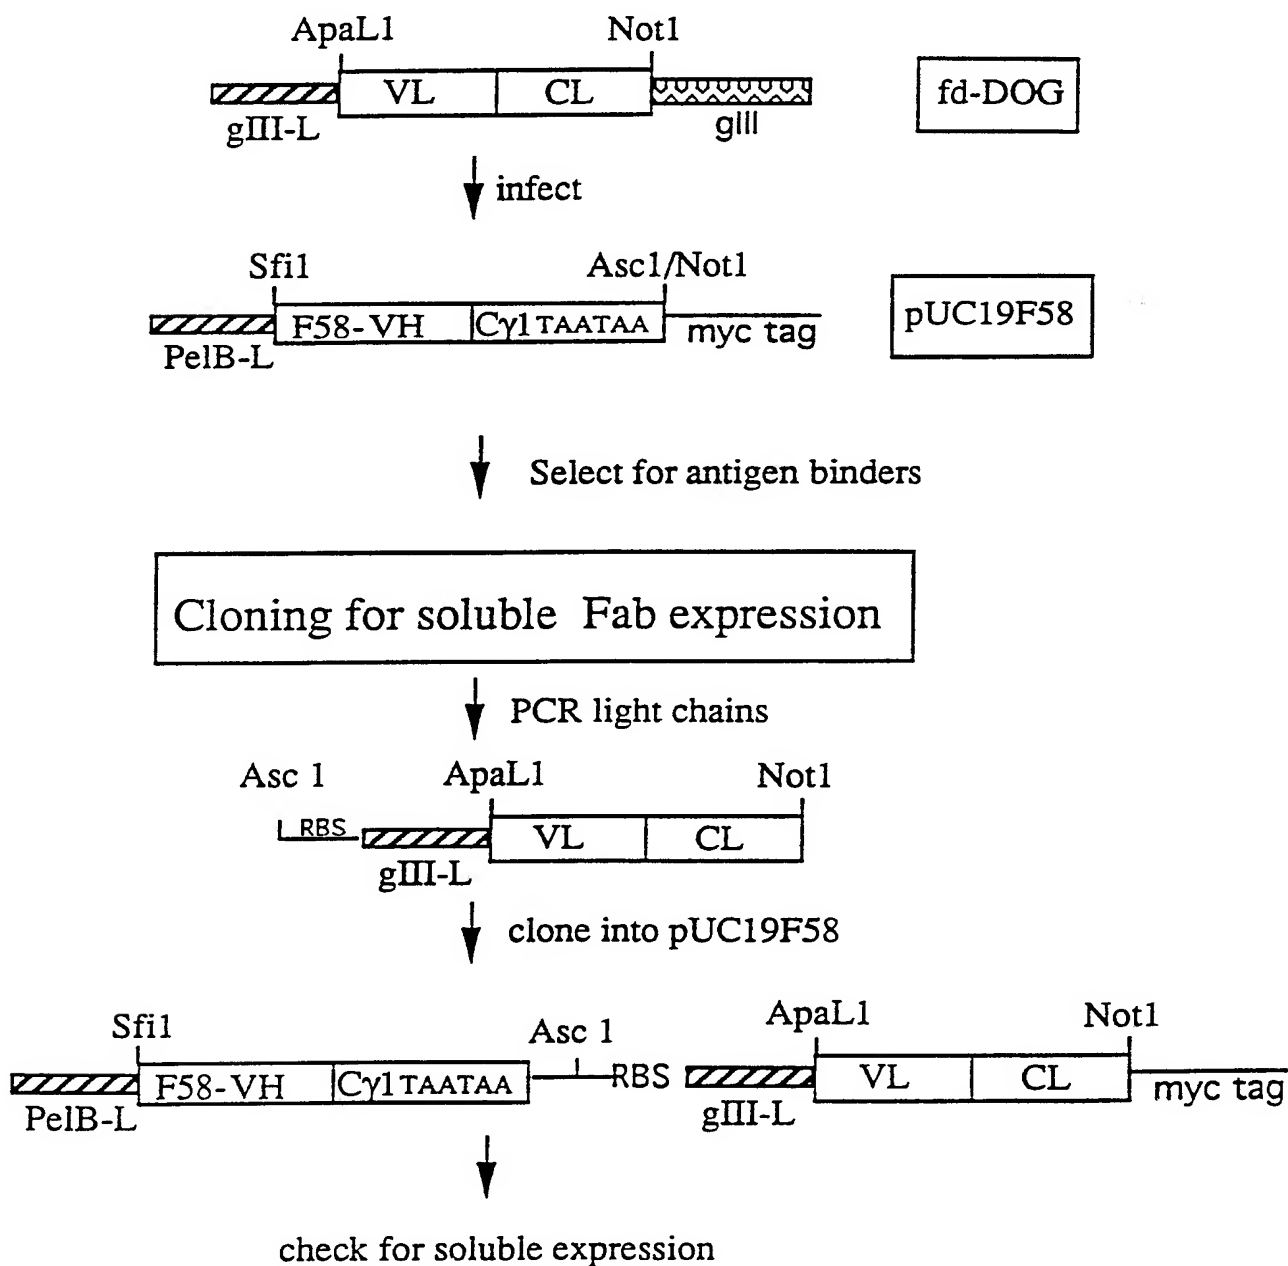 ApaL1 Not1
VL CL fd-DOG
gIII-L gIII
infect
Sfi1 Asc1/Not1
F58-VH Cγ1 TAATAA pUC19F58
PelB-L myc tag
Select for antigen binders
Cloning for soluble Fab expression
PCR light chains
Asc 1 ApaL1 Not1
RBS VL CL
gIII-L
clone into pUC19F58
Sfi1 Asc 1 ApaL1 Not1
F58-VH Cγ1 TAATAA RBS VL CL
PelB-L gIII-L myc tag
check for soluble expression